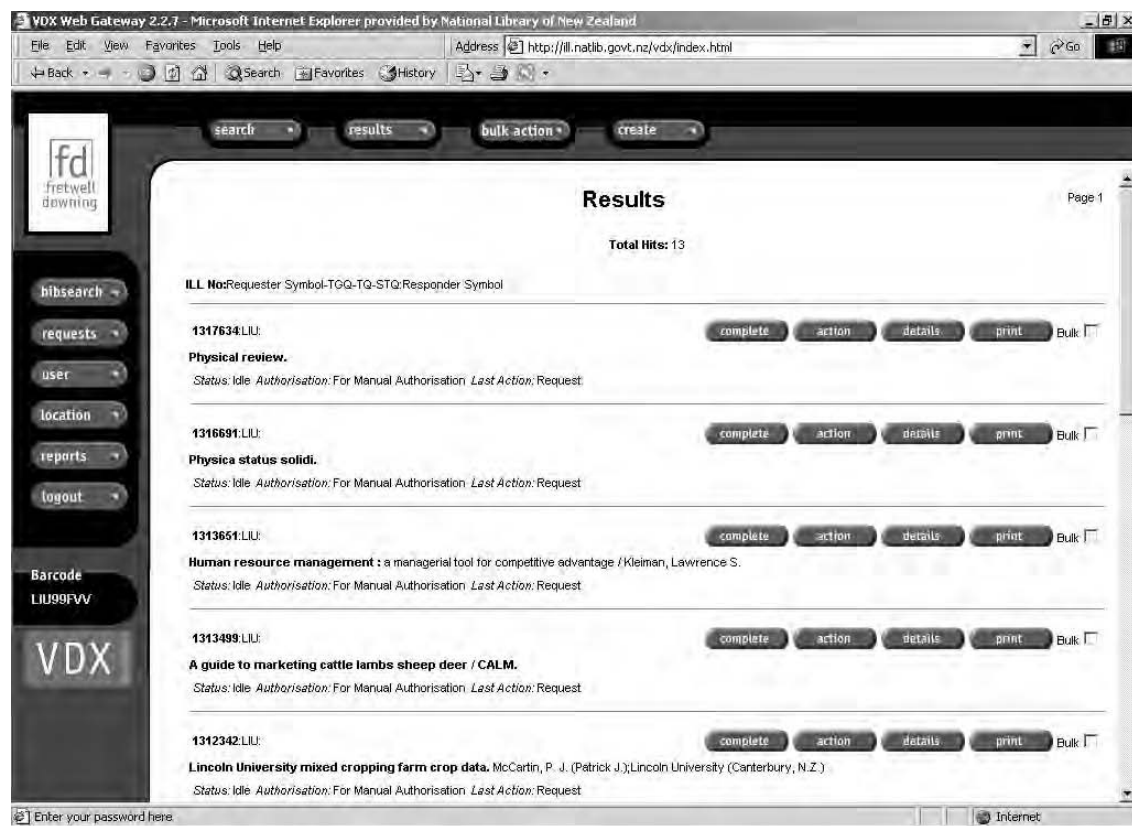 VDX Web Gateway 2.2.7 - Microsoft Internet Explorer provided by National Library of New Zealand
File Edit View Favorites Tools Help Address http://ill.natlib.govt.nz/vdx/index.html Go
Back Search Favorites History
search results bulk action create
fd
fretwell
downing
Results Page 1
Total Hits: 13
ILL No:Requester Symbol-TGQ-TQ-STQ:Responder Symbol
bibsearch
requests
user
location
reports
logout
Barcode
LIU99FVV
VDX
1317634:LIU: complete action details print Bulk
Physical review.
Status: Idle Authorisation: For Manual Authorisation Last Action: Request
1316691:LIU: complete action details print Bulk
Physica status solidi.
Status: Idle Authorisation: For Manual Authorisation Last Action: Request
1313651:LIU: complete action details print Bulk
Human resource management : a managerial tool for competitive advantage / Kleiman, Lawrence S.
Status: Idle Authorisation: For Manual Authorisation Last Action: Request
1313499:LIU: complete action details print Bulk
A guide to marketing cattle lambs sheep deer / CALM.
Status: Idle Authorisation: For Manual Authorisation Last Action: Request
1312342:LIU: complete action details print Bulk
Lincoln University mixed cropping farm crop data. McCartin, P. J. (Patrick J.);Lincoln University (Canterbury, N.Z.)
Status: Idle Authorisation: For Manual Authorisation Last Action: Request
Enter your password here Internet